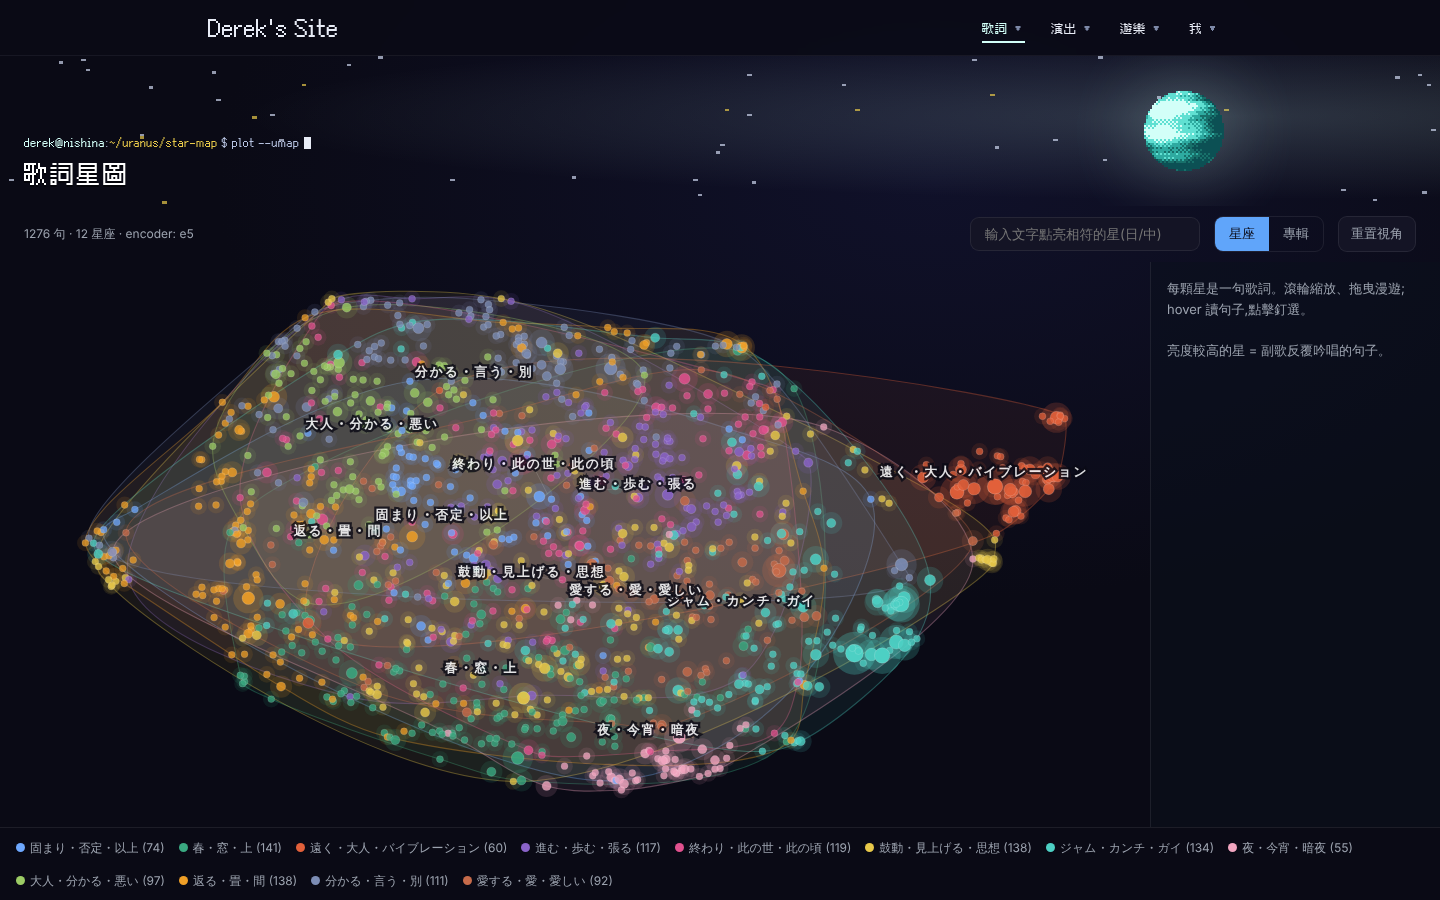 Derek's Site
歌詞 ▼ 演出 ▼ 遊樂 ▼ 我 ▼
derek@nishina:~/uranus/star-map $ plot --umap
歌詞星圖
1276 句 · 12 星座 · encoder: e5
輸入文字點亮相符的星(日/中)
星座 專輯 重置視角
每顆星是一句歌詞。滾輪縮放、拖曳漫遊;
hover 讀句子,點擊釘選。
亮度較高的星 = 副歌反覆吟唱的句子。
分かる・言う・別
大人・分かる・悪い
終わり・此の世・此の頃
遠く・大人・バイブレーション
進む・歩む・張る
固まり・否定・以上
返る・畳・間
鼓動・見上げる・思想
愛する・愛・愛しい
ジャム・カンチ・ガイ
春・窓・上
夜・今宵・暗夜
固まり・否定・以上 (74) 春・窓・上 (141) 遠く・大人・バイブレーション (60) 進む・歩む・張る (117) 終わり・此の世・此の頃 (119) 鼓動・見上げる・思想 (138) ジャム・カンチ・ガイ (134) 夜・今宵・暗夜 (55)
大人・分かる・悪い (97) 返る・畳・間 (138) 分かる・言う・別 (111) 愛する・愛・愛しい (92)